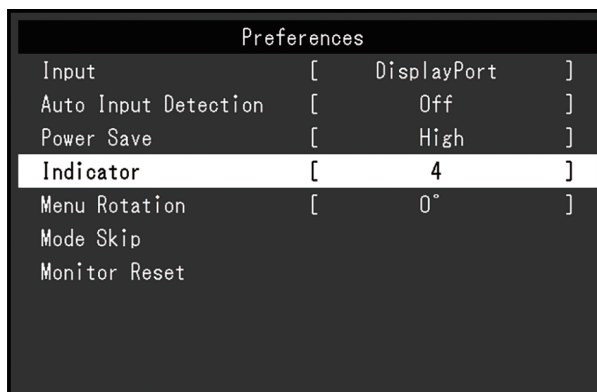 Preferences
Input [ DisplayPort ]
Auto Input Detection [ Off ]
Power Save [ High ]
Indicator [ 4 ]
Menu Rotation [ 0° ]
Mode Skip
Monitor Reset